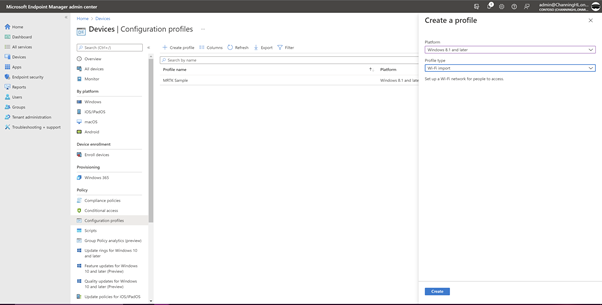 Microsoft Endpoint Manager admin center
admin@ChanningHLon...
Home
Dashboard
All services
Devices
Apps
Endpoint security
Reports
Users
Groups
Tenant administration
Troubleshooting + support
Home > Devices
Devices | Configuration profiles
Search (Ctrl+/)
Overview
All devices
Monitor
By platform
Windows
iOS/iPadOS
macOS
Android
Device enrollment
Enroll devices
Provisioning
Windows 365
Policy
Compliance policies
Conditional access
Configuration profiles
Scripts
Group Policy analytics (preview)
Update rings for Windows 10
and later
Feature updates for Windows
10 and later (Preview)
Quality updates for Windows
10 and later (Preview)
Update policies for iOS/iPadOS
Create profile
Columns
Refresh
Export
Filter
Search by name
Profile name
Platform
MRTK Sample
Windows 8.1 and late
Create a profile
Platform
Windows 8.1 and later
Profile type
Wi-Fi import
Set up a Wi-Fi network for people to access.
Create